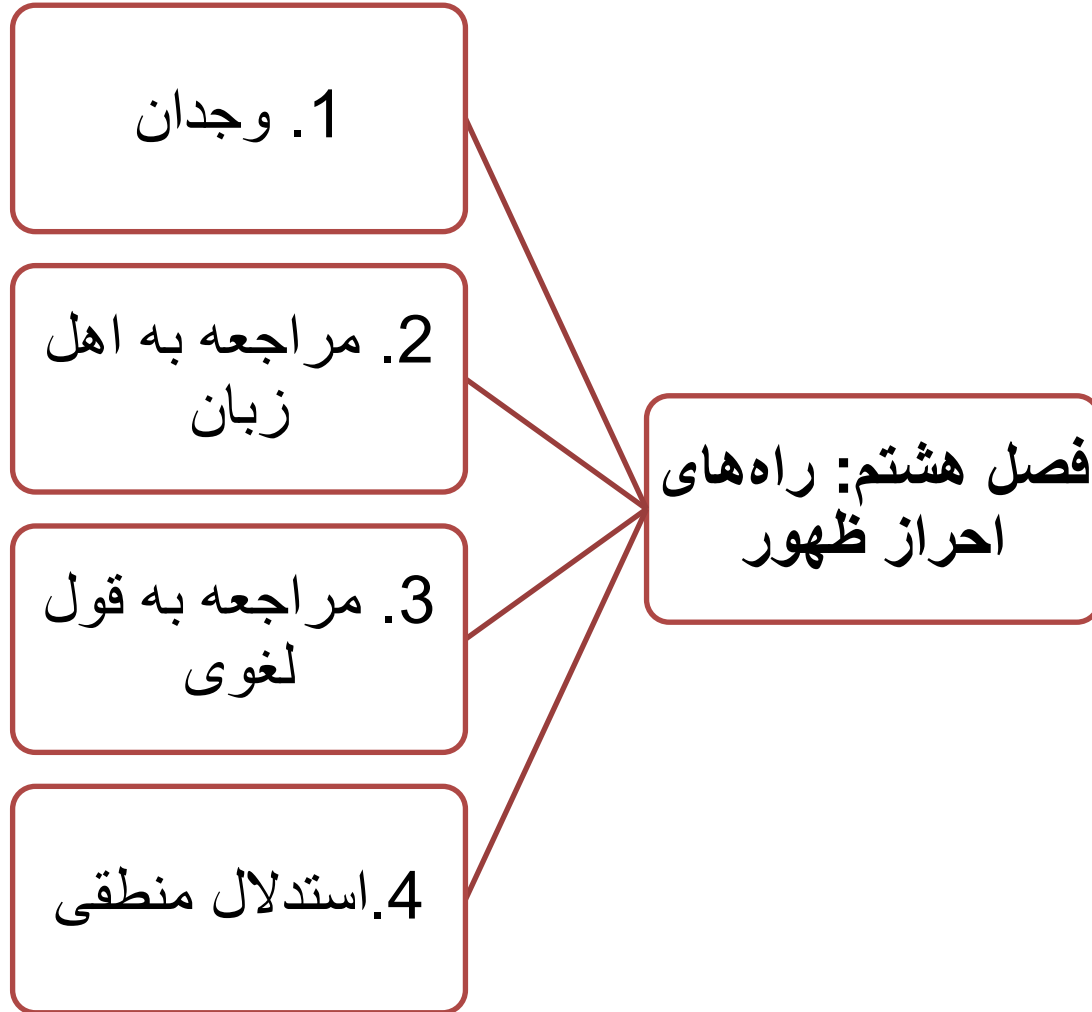 فصل هشتم: راه‌های
احراز ظهور
1. وجدان
2. مراجعه به اهل
زبان
3. مراجعه به قول
لغوی
4.استدلال منطقی